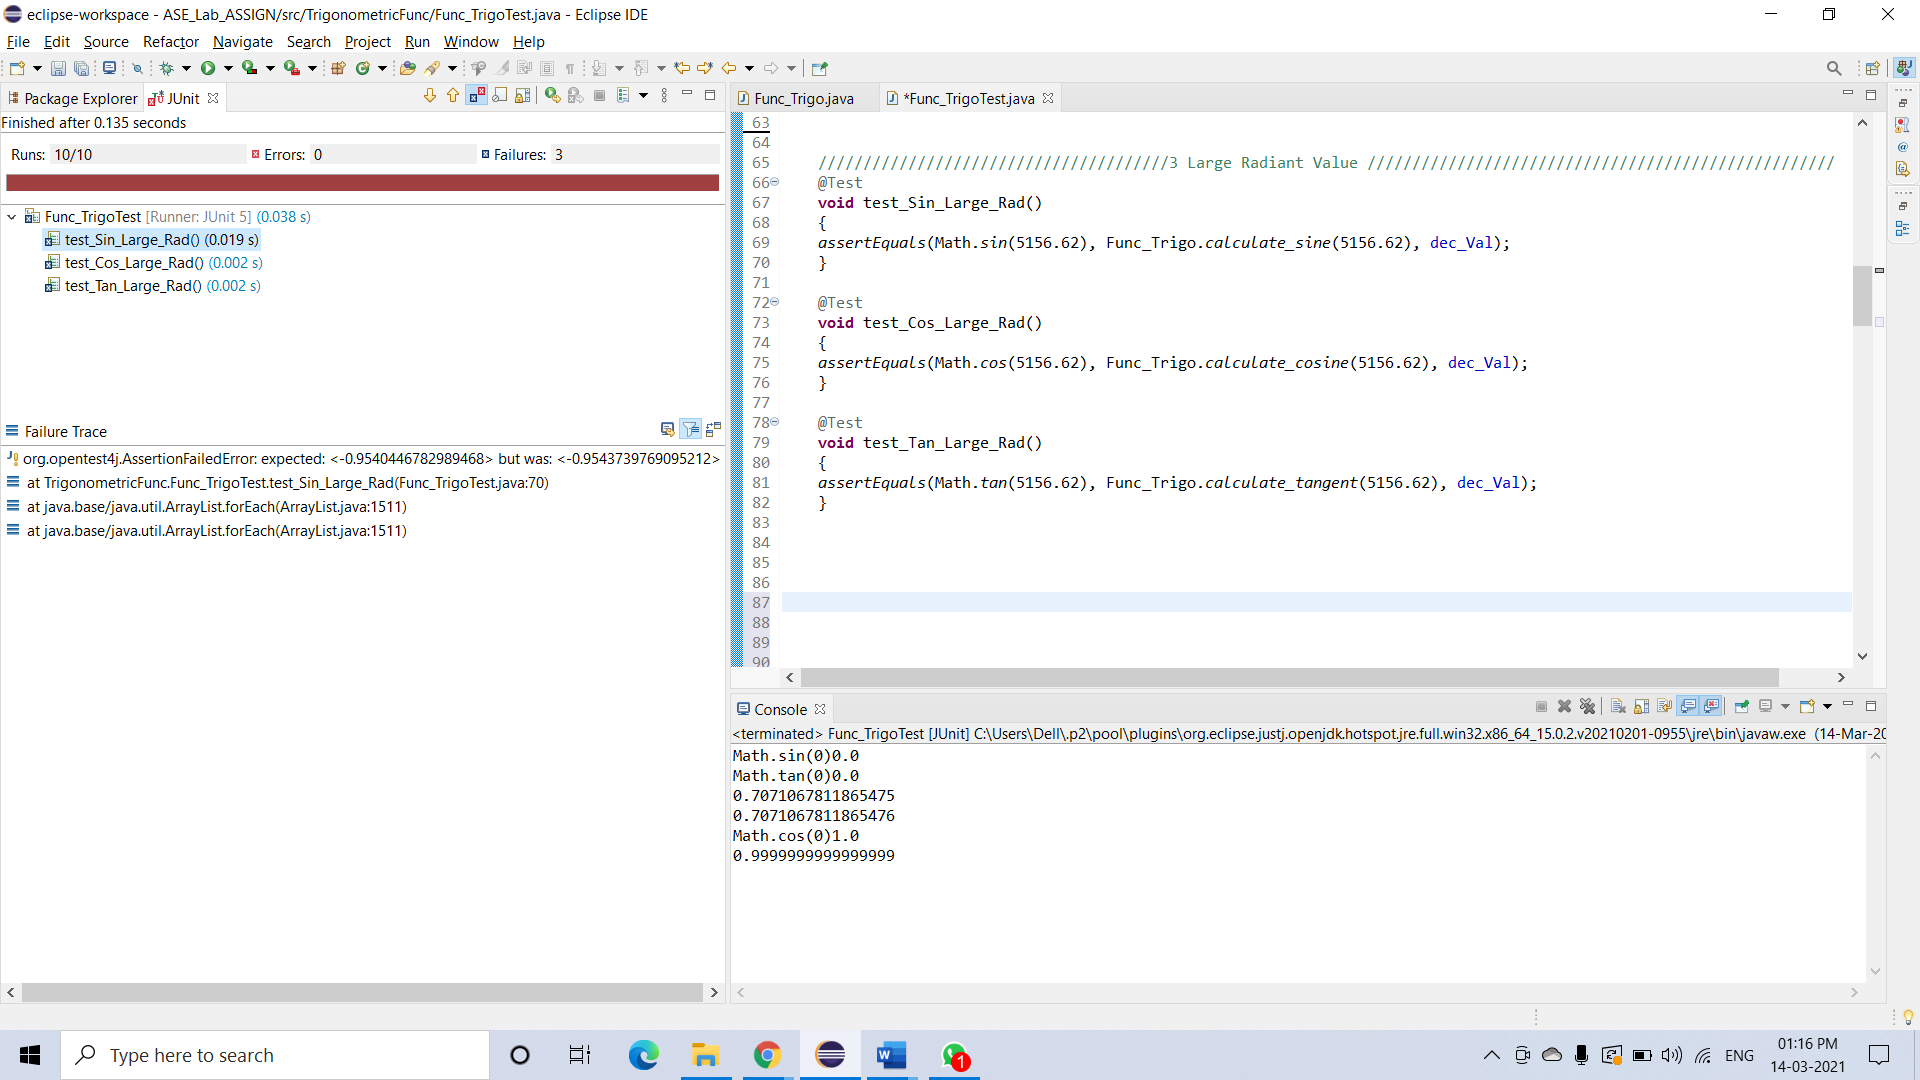 eclipse-workspace - ASE_Lab_ASSIGN/src/TrigonometricFunc/Func_TrigoTest.java - Eclipse IDE
File Edit Source Refactor Navigate Search Project Run Window Help
Package Explorer JUnit
Finished after 0.135 seconds
Runs: 10/10 Errors: 0 Failures: 3
Func_TrigoTest [Runner: JUnit 5] (0.038 s)
test_Sin_Large_Rad() (0.019 s)
test_Cos_Large_Rad() (0.002 s)
test_Tan_Large_Rad() (0.002 s)
Failure Trace
org.opentest4j.AssertionFailedError: expected: <-0.9540446782989468> but was: <-0.9543739769095212>
at TrigonometricFunc.Func_TrigoTest.test_Sin_Large_Rad(Func_TrigoTest.java:70)
at java.base/java.util.ArrayList.forEach(ArrayList.java:1511)
at java.base/java.util.ArrayList.forEach(ArrayList.java:1511)
Func_Trigo.java *Func_TrigoTest.java
63
64
65 ///////////////////////////////////////3 Large Radiant Value ////////////////////////////////////////////////////
66 @Test
67 void test_Sin_Large_Rad()
68 {
69 assertEquals(Math.sin(5156.62), Func_Trigo.calculate_sine(5156.62), dec_Val);
70 }
71
72 @Test
73 void test_Cos_Large_Rad()
74 {
75 assertEquals(Math.cos(5156.62), Func_Trigo.calculate_cosine(5156.62), dec_Val);
76 }
77
78 @Test
79 void test_Tan_Large_Rad()
80 {
81 assertEquals(Math.tan(5156.62), Func_Trigo.calculate_tangent(5156.62), dec_Val);
82 }
83
84
85
86
87
88
89
90
Console
<terminated> Func_TrigoTest [JUnit] C:\Users\Dell\.p2\pool\plugins\org.eclipse.justj.openjdk.hotspot.jre.full.win32.x86_64_15.0.2.v20210201-0955\jre\bin\javaw.exe (14-Mar-20
Math.sin(0)0.0
Math.tan(0)0.0
0.7071067811865475
0.7071067811865476
Math.cos(0)1.0
0.9999999999999999
Type here to search
1
ENG
01:16 PM
14-03-2021